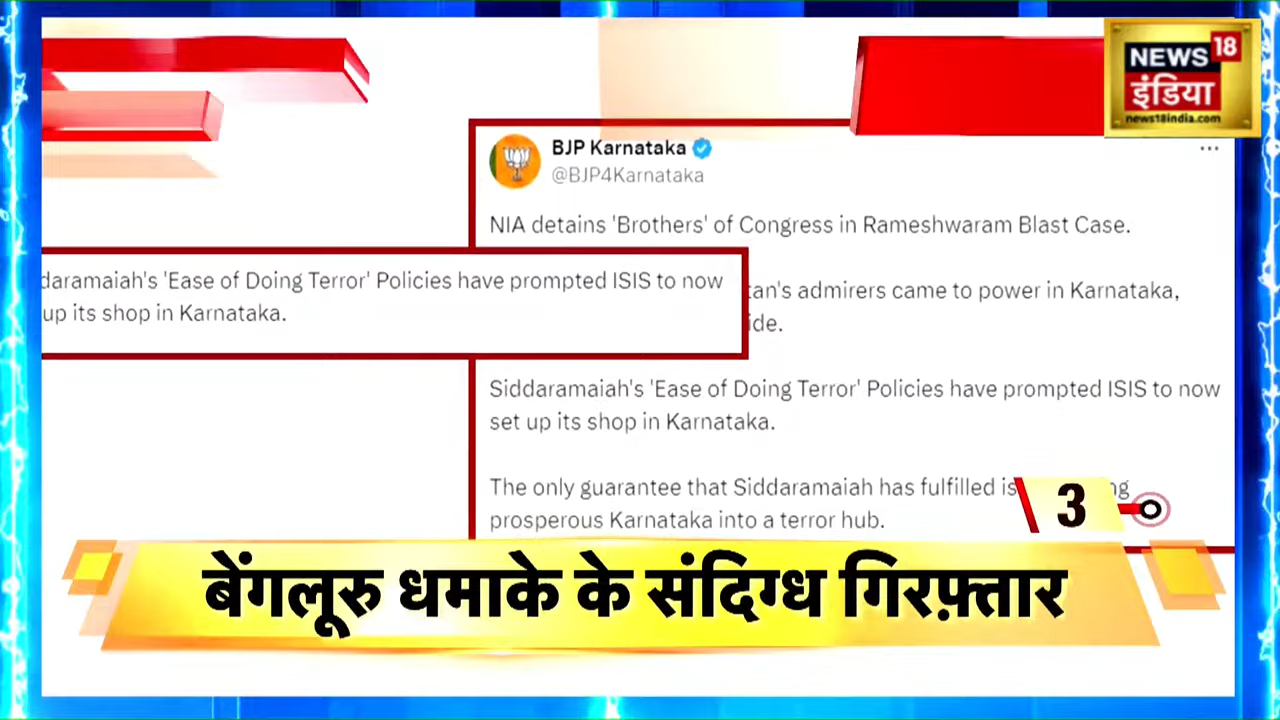 NEWS 18
इंडिया
news18india.com
BJP Karnataka
@BJP4Karnataka
NIA detains 'Brothers' of Congress in Rameshwaram Blast Case.
'Ease of Doing Terror' Policies have prompted ISIS to now
up its shop in Karnataka.
admirers came to power in Karnataka,
Siddaramaiah's 'Ease of Doing Terror' Policies have prompted ISIS to now
set up its shop in Karnataka.
The only guarantee that Siddaramaiah has fulfilled is
prosperous Karnataka into a terror hub.
3
बेंगलूरु धमाके के संदिग्ध गिरफ़्तार